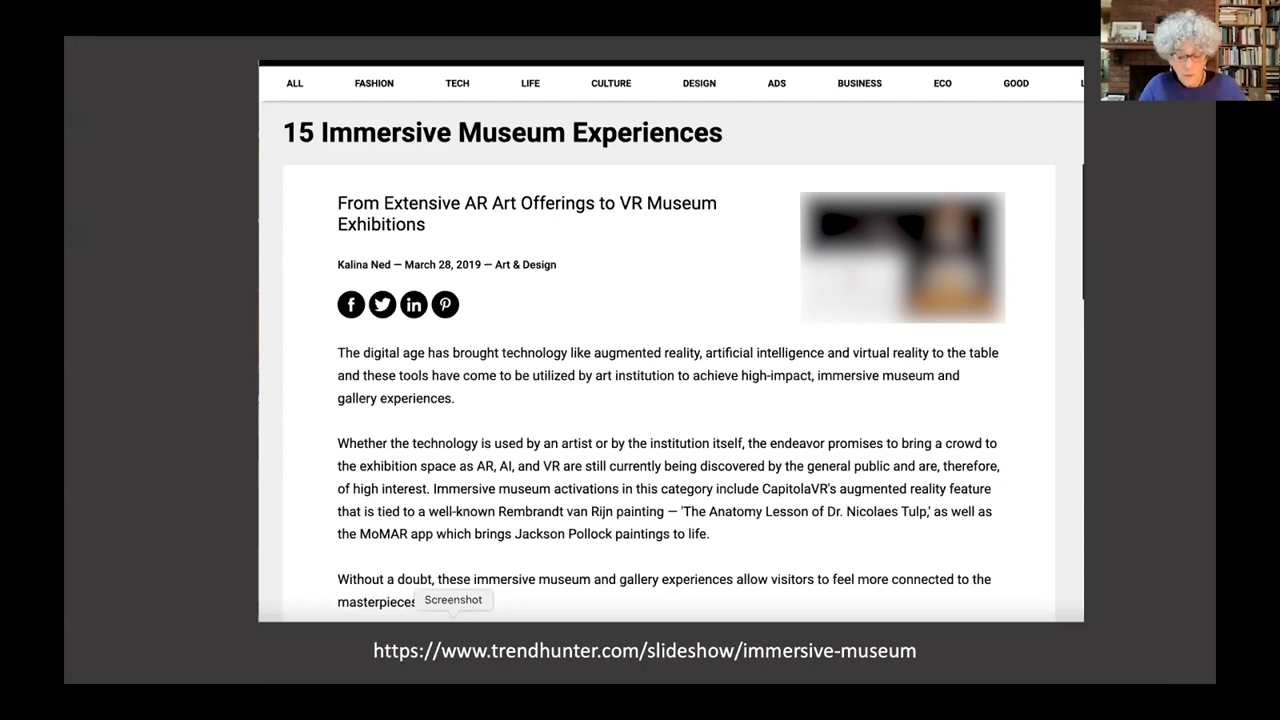 ALL FASHION TECH LIFE CULTURE DESIGN ADS BUSINESS ECO GOOD
15 Immersive Museum Experiences
From Extensive AR Art Offerings to VR Museum
Exhibitions
Kalina Ned — March 28, 2019 — Art & Design
The digital age has brought technology like augmented reality, artificial intelligence and virtual reality to the table
and these tools have come to be utilized by art institution to achieve high-impact, immersive museum and
gallery experiences.
Whether the technology is used by an artist or by the institution itself, the endeavor promises to bring a crowd to
the exhibition space as AR, AI, and VR are still currently being discovered by the general public and are, therefore,
of high interest. Immersive museum activations in this category include CapitolaVR's augmented reality feature
that is tied to a well-known Rembrandt van Rijn painting — 'The Anatomy Lesson of Dr. Nicolaes Tulp,' as well as
the MoMAR app which brings Jackson Pollock paintings to life.
Without a doubt, these immersive museum and gallery experiences allow visitors to feel more connected to the
masterpieces
Screenshot
https://www.trendhunter.com/slideshow/immersive-museum